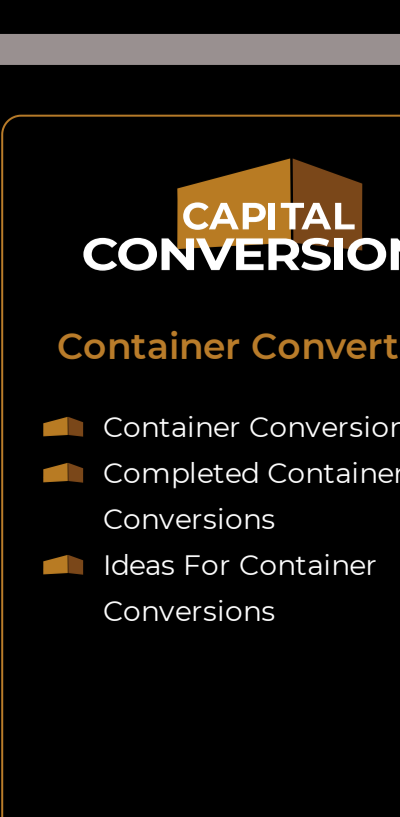 CAPITAL
CONVERSION
Container Convert
Container Conversion
Completed Container
Conversions
Ideas For Container
Conversions